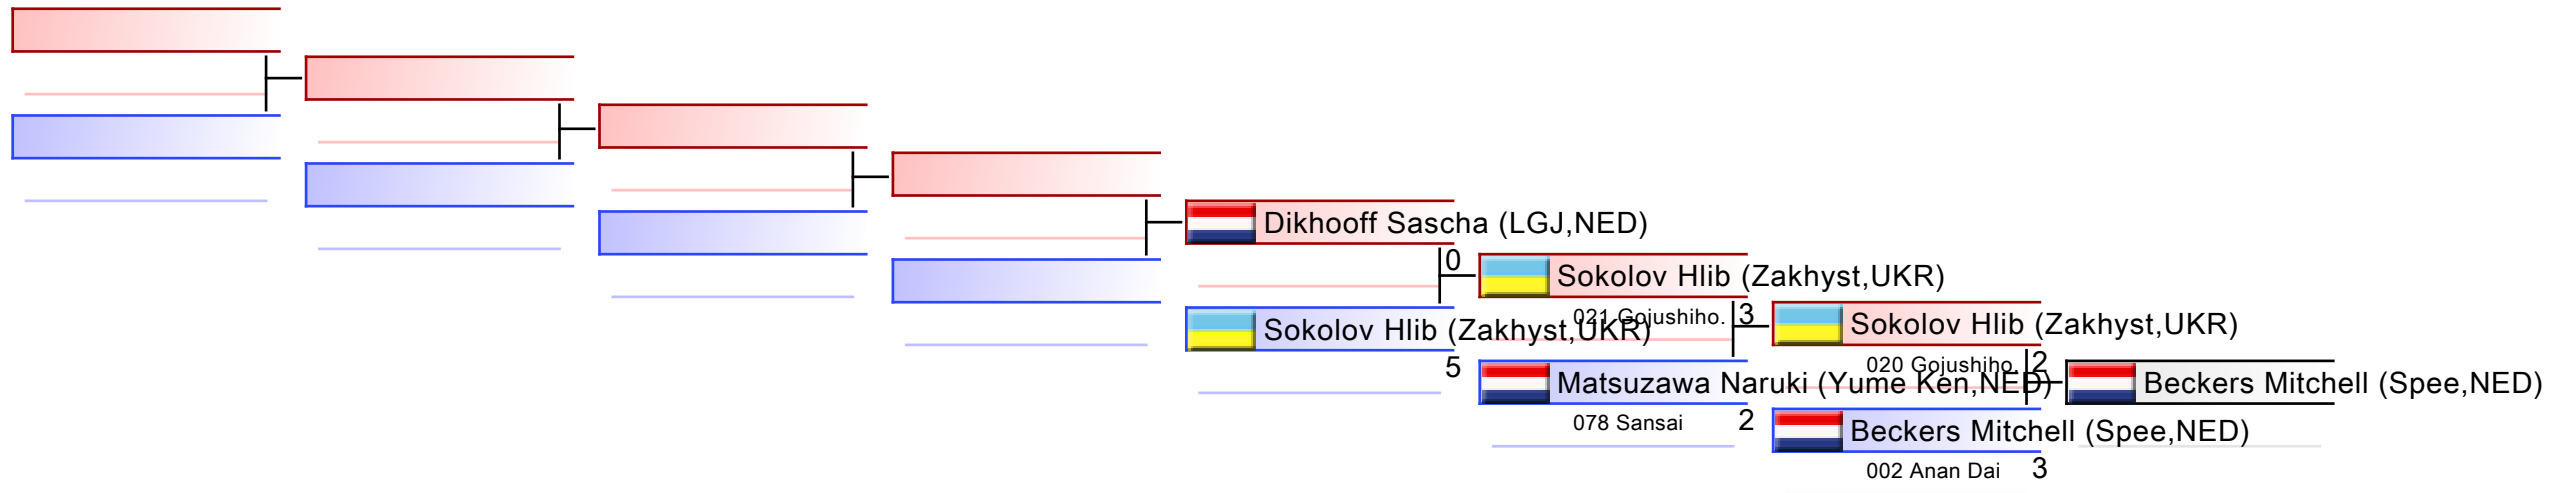 Dikhooff Sascha (LGJ,NED)
0
Sokolov Hlib (Zakhyst,UKR)
5
Sokolov Hlib (Zakhyst,UKR)
021 Gojushiho.
3
Matsuzawa Naruki (Yume Ken,NED)
078 Sansai
2
Sokolov Hlib (Zakhyst,UKR)
020 Gojushiho.
2
Beckers Mitchell (Spee,NED)
002 Anan Dai
3
Beckers Mitchell (Spee,NED)